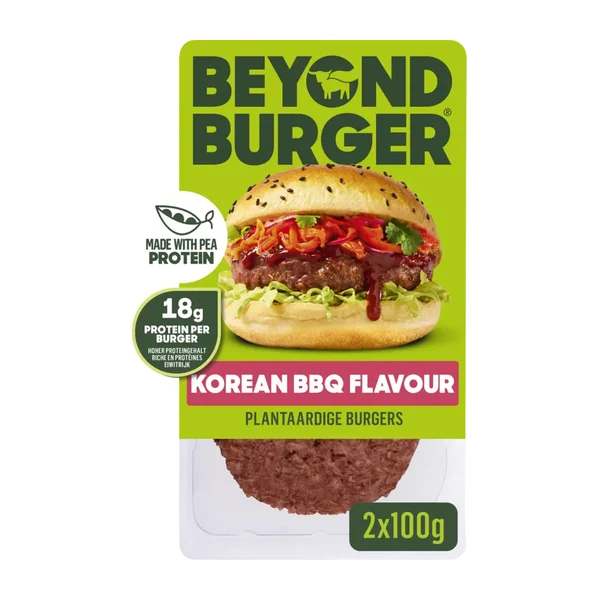 BEYOND
BURGER®
MADE WITH PEA
PROTEIN
18g
PROTEIN PER
BURGER
HOHER PROTEINGEHALT
RICHE EN PROTÉINES
EIWITRIJK
KOREAN BBQ FLAVOUR
PLANTAARDIGE BURGERS
2x100g